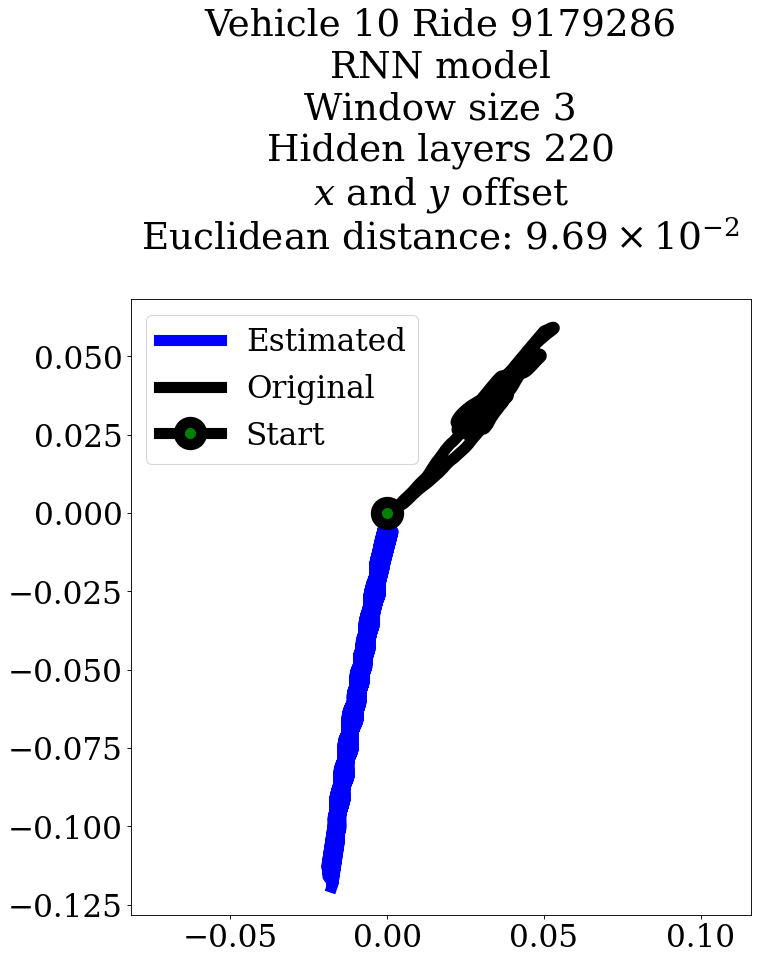 Vehicle 10 Ride 9179286
RNN model
Window size 3
Hidden layers 220
x and y offset
Euclidean distance: 9.69 × 10⁻²
Estimated
Original
Start
0.050
0.025
0.000
−0.025
−0.050
−0.075
−0.100
−0.125
−0.05 0.00 0.05 0.10